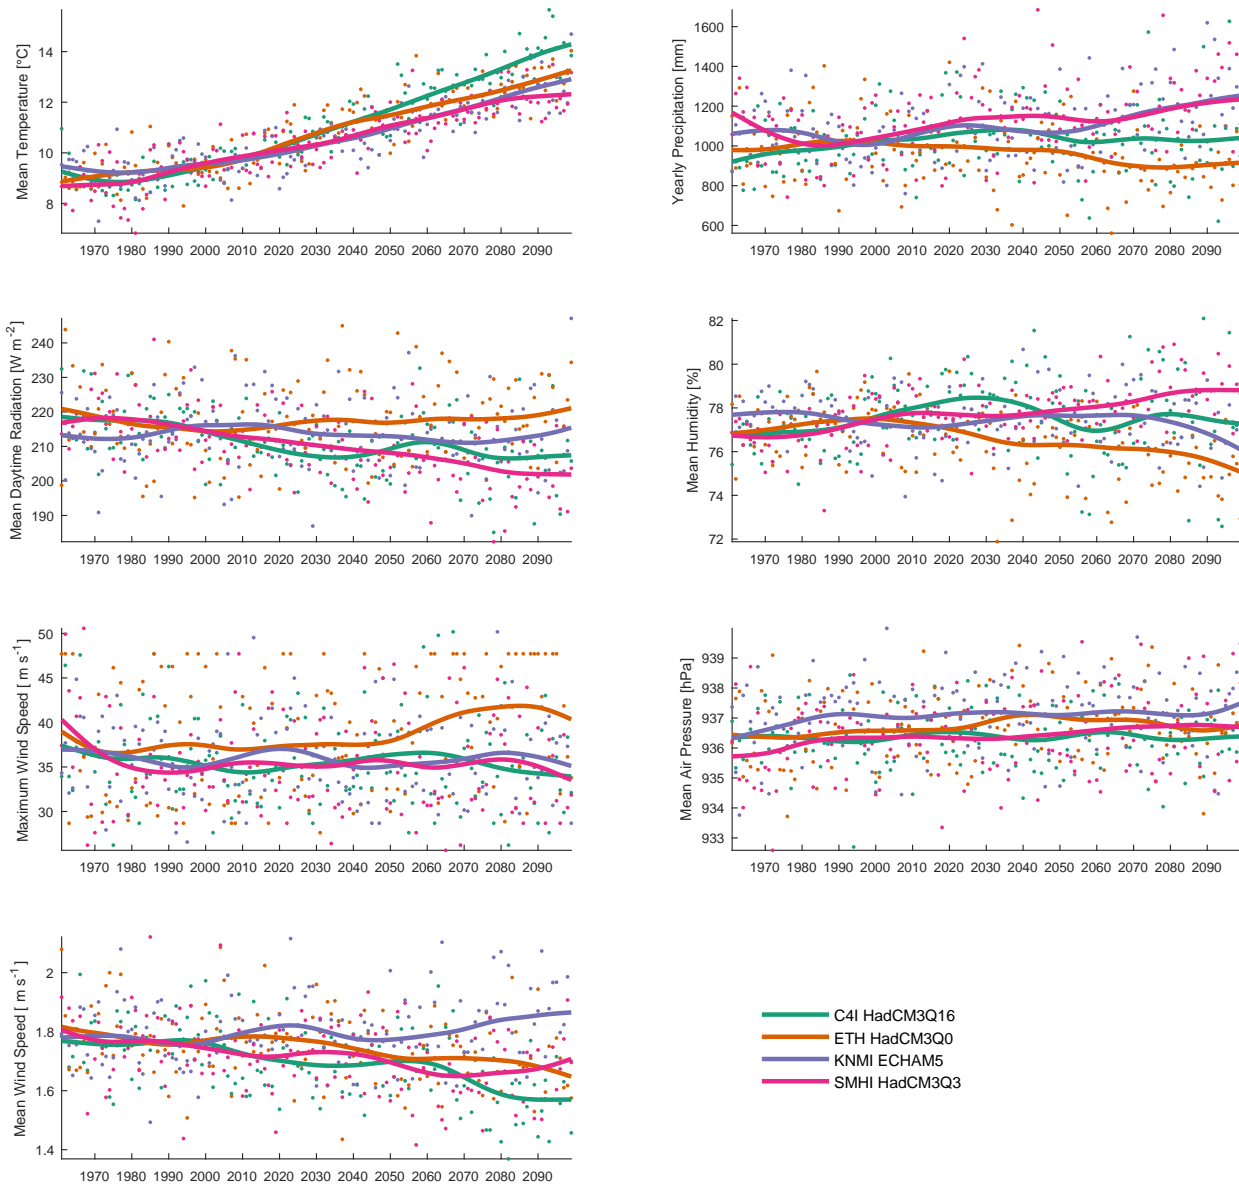 Mean Temperature [°C]
14
12
10
8
1970 1980 1990 2000 2010 2020 2030 2040 2050 2060 2070 2080 2090
Yearly Precipitation [mm]
1600
1400
1200
1000
800
600
1970 1980 1990 2000 2010 2020 2030 2040 2050 2060 2070 2080 2090
Mean Daytime Radiation [W m-2]
240
230
220
210
200
190
1970 1980 1990 2000 2010 2020 2030 2040 2050 2060 2070 2080 2090
Mean Humidity [%]
82
80
78
76
74
72
1970 1980 1990 2000 2010 2020 2030 2040 2050 2060 2070 2080 2090
Maximum Wind Speed [ m s-1]
50
45
40
35
30
1970 1980 1990 2000 2010 2020 2030 2040 2050 2060 2070 2080 2090
Mean Air Pressure [hPa]
939
938
937
936
935
934
933
1970 1980 1990 2000 2010 2020 2030 2040 2050 2060 2070 2080 2090
Mean Wind Speed [ m s-1]
2
1.8
1.6
1.4
1970 1980 1990 2000 2010 2020 2030 2040 2050 2060 2070 2080 2090
C4I HadCM3Q16
ETH HadCM3Q0
KNMI ECHAM5
SMHI HadCM3Q3